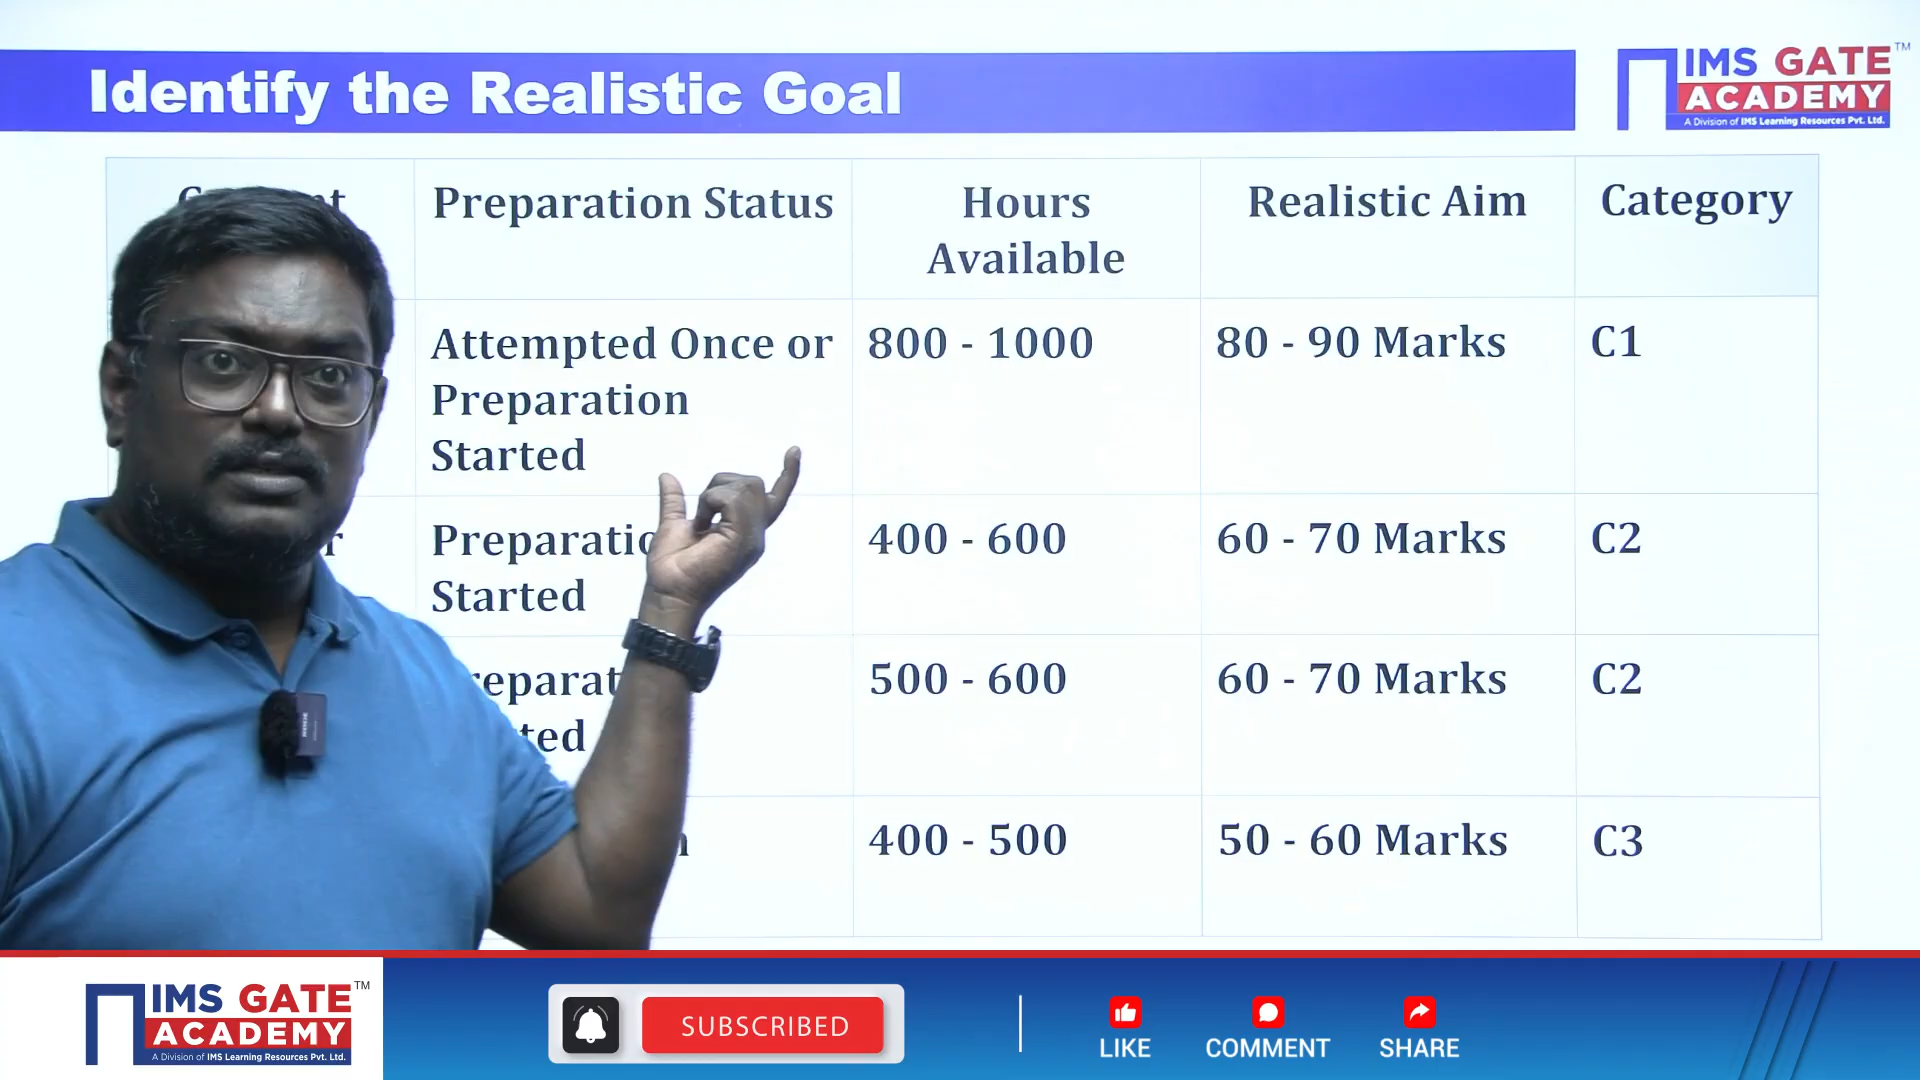 Identify the Realistic Goal
IMS GATE
ACADEMY
TM
A Division of IMS Learning Resources Pvt. Ltd.
Preparation Status
Hours
Available
Realistic Aim
Category
Attempted Once or
Preparation
Started
800 - 1000
80 - 90 Marks
C1
Started
400 - 600
60 - 70 Marks
C2
500 - 600
60 - 70 Marks
C2
400 - 500
50 - 60 Marks
C3
IMS GATE
ACADEMY
TM
A Division of IMS Learning Resources Pvt. Ltd.
SUBSCRIBED
LIKE
COMMENT
SHARE